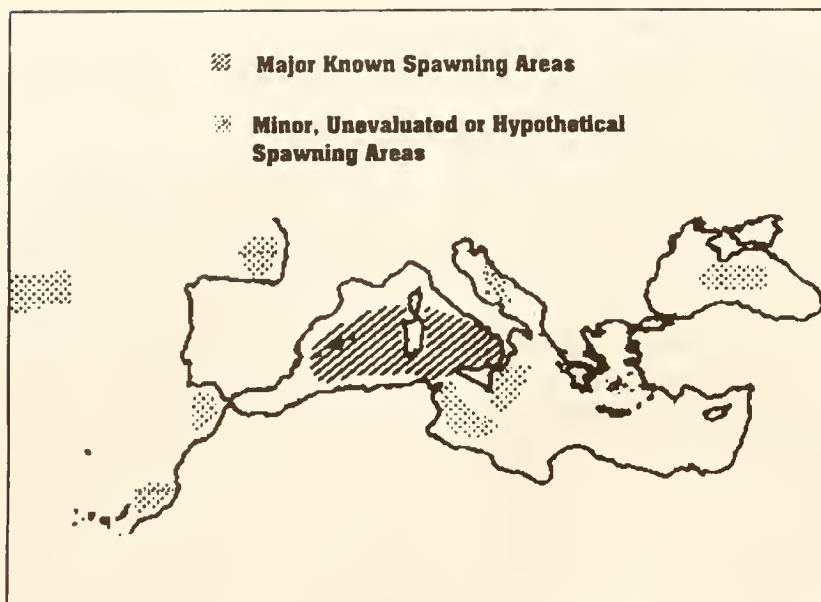 Major Known Spawning Areas
Minor, Unevaluated or Hypothetical
Spawning Areas